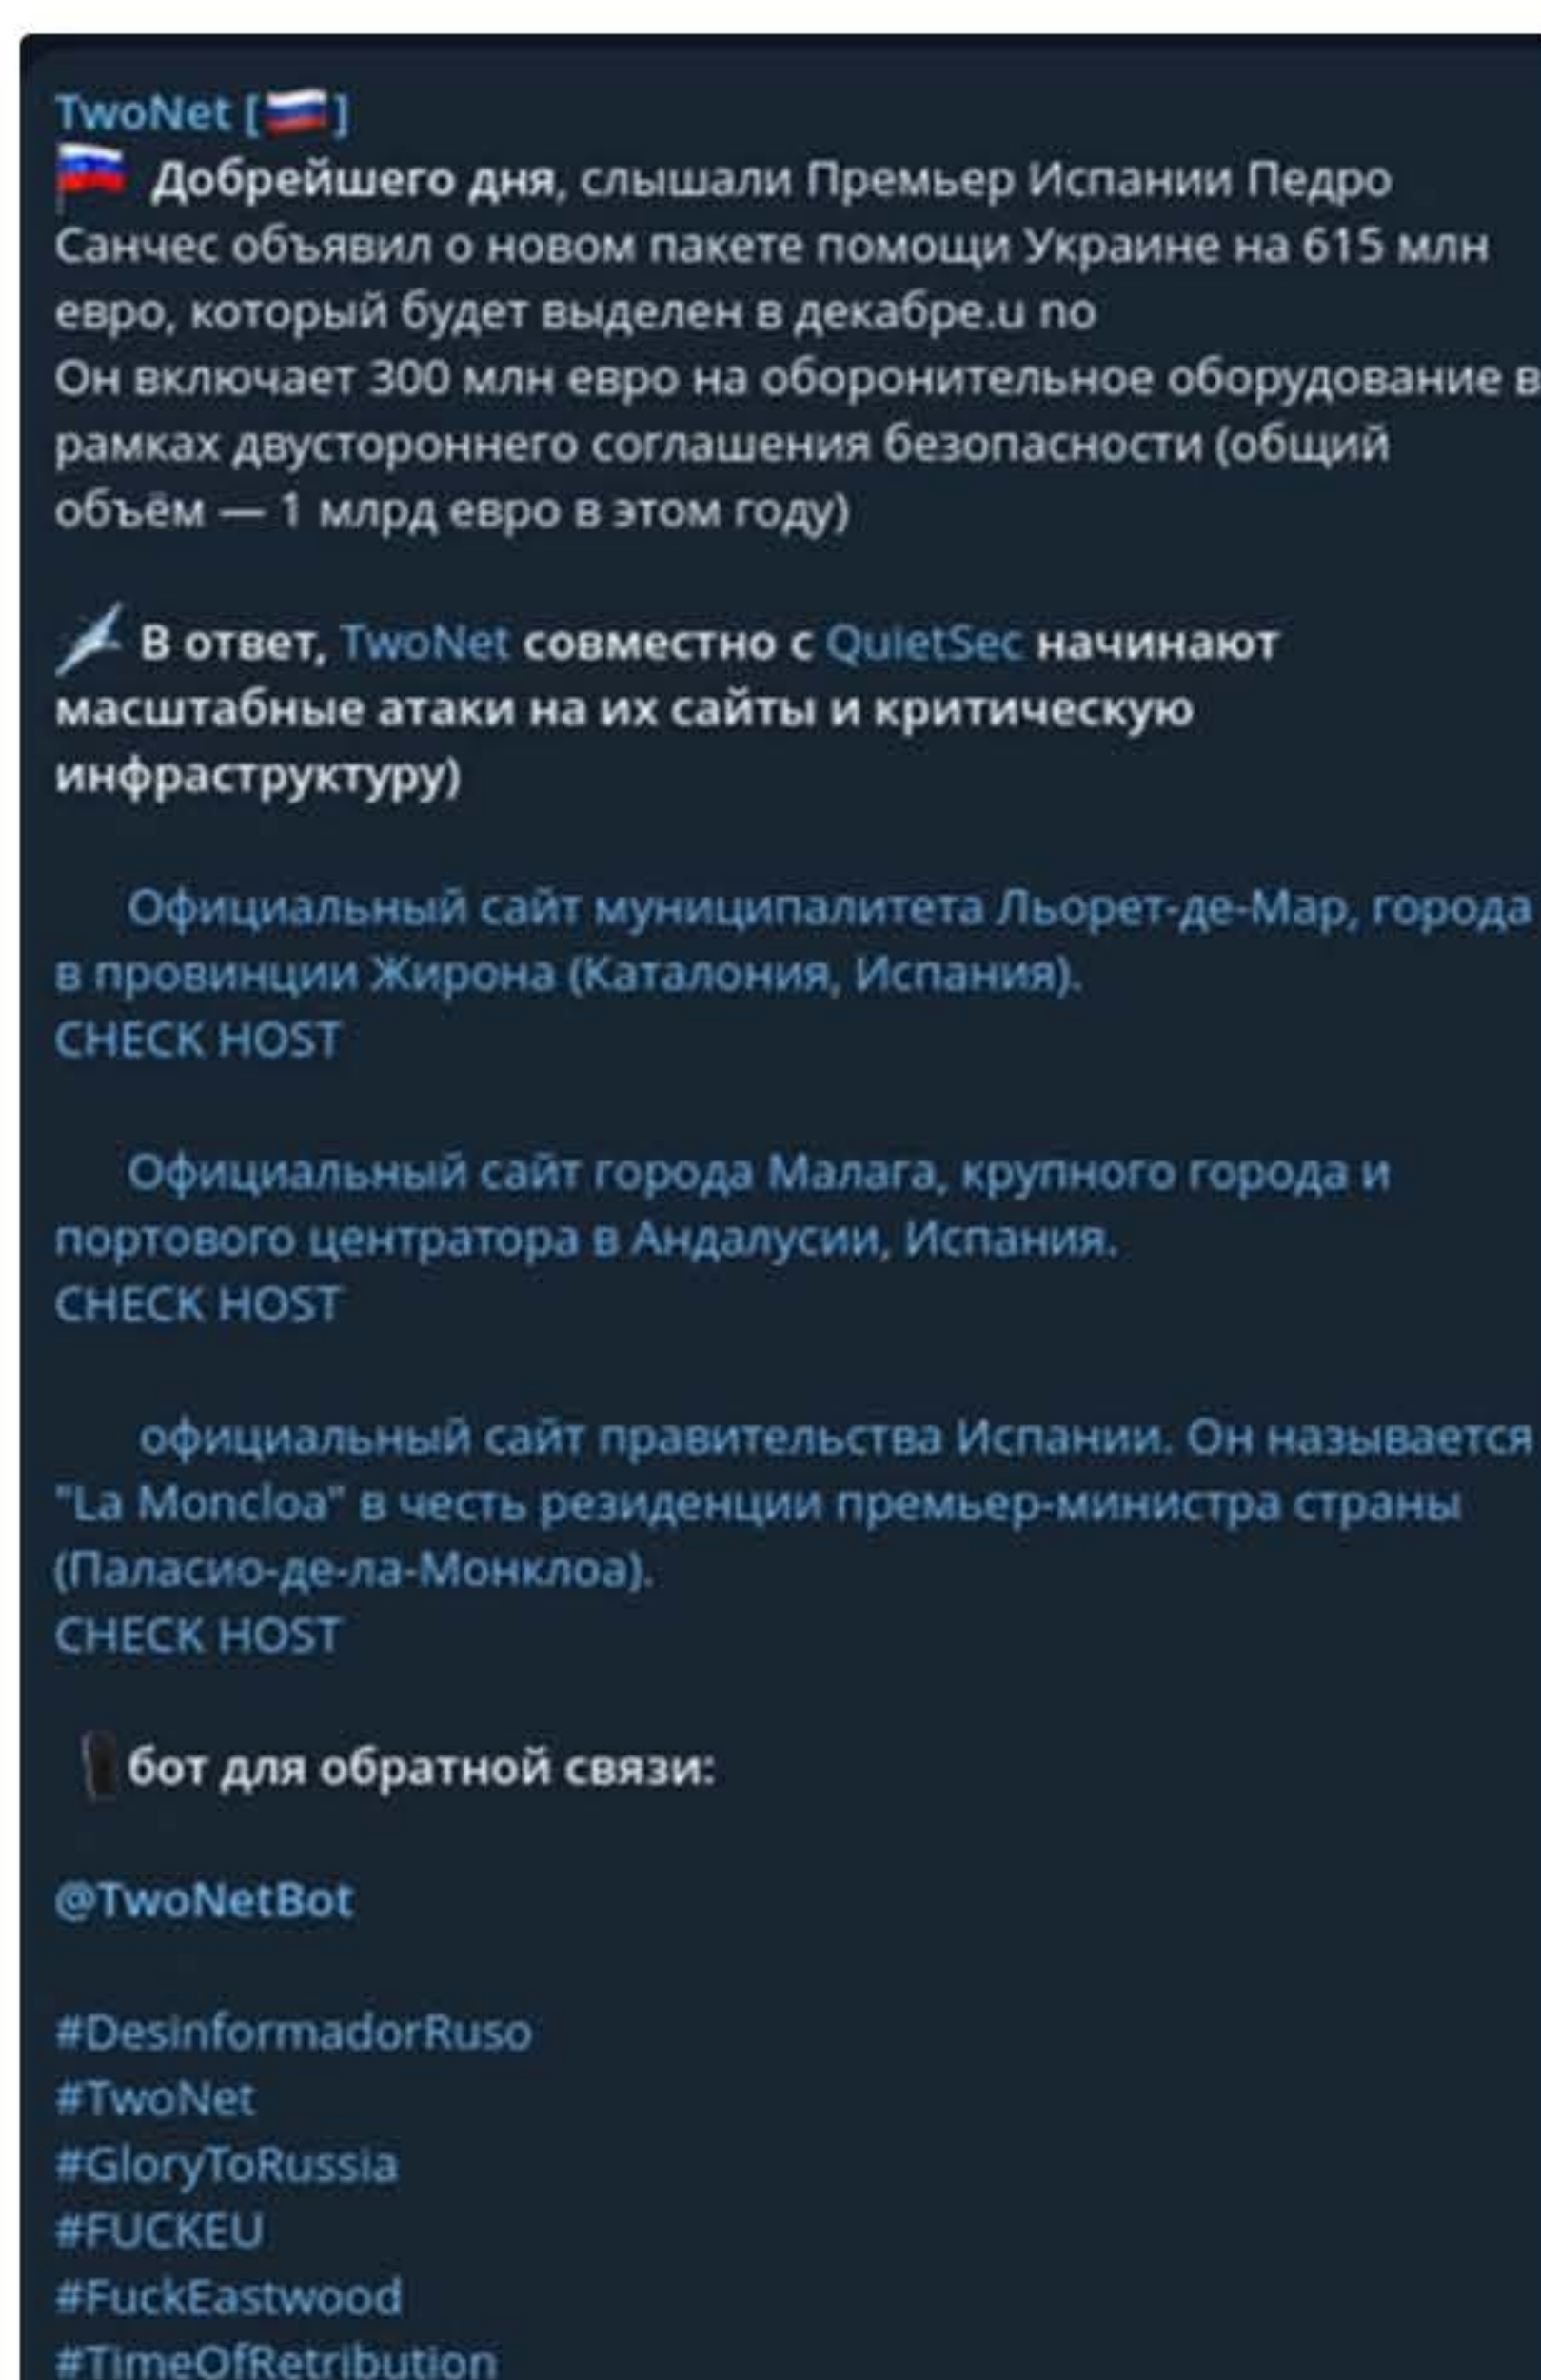 TwoNet [🇷🇺]
🇷🇺 Добрейшего дня, слышали Премьер Испании Педро
Санчес объявил о новом пакете помощи Украине на 615 млн
евро, который будет выделен в декабре.u no
Он включает 300 млн евро на оборонительное оборудование в
рамках двустороннего соглашения безопасности (общий
объём — 1 млрд евро в этом году)
В ответ, TwoNet совместно с QuietSec начинают
масштабные атаки на их сайты и критическую
инфраструктуру)
Официальный сайт муниципалитета Льорет-де-Мар, города
в провинции Жирона (Каталония, Испания).
CHECK HOST
Официальный сайт города Малага, крупного города и
портового центратора в Андалусии, Испания.
CHECK HOST
официальный сайт правительства Испании. Он называется
"La Moncloa" в честь резиденции премьер-министра страны
(Паласио-де-ла-Монклоа).
CHECK HOST
бот для обратной связи:
@TwoNetBot
#DesinformadorRuso
#TwoNet
#GloryToRussia
#FUCKEU
#FuckEastwood
#TimeOfRetribution